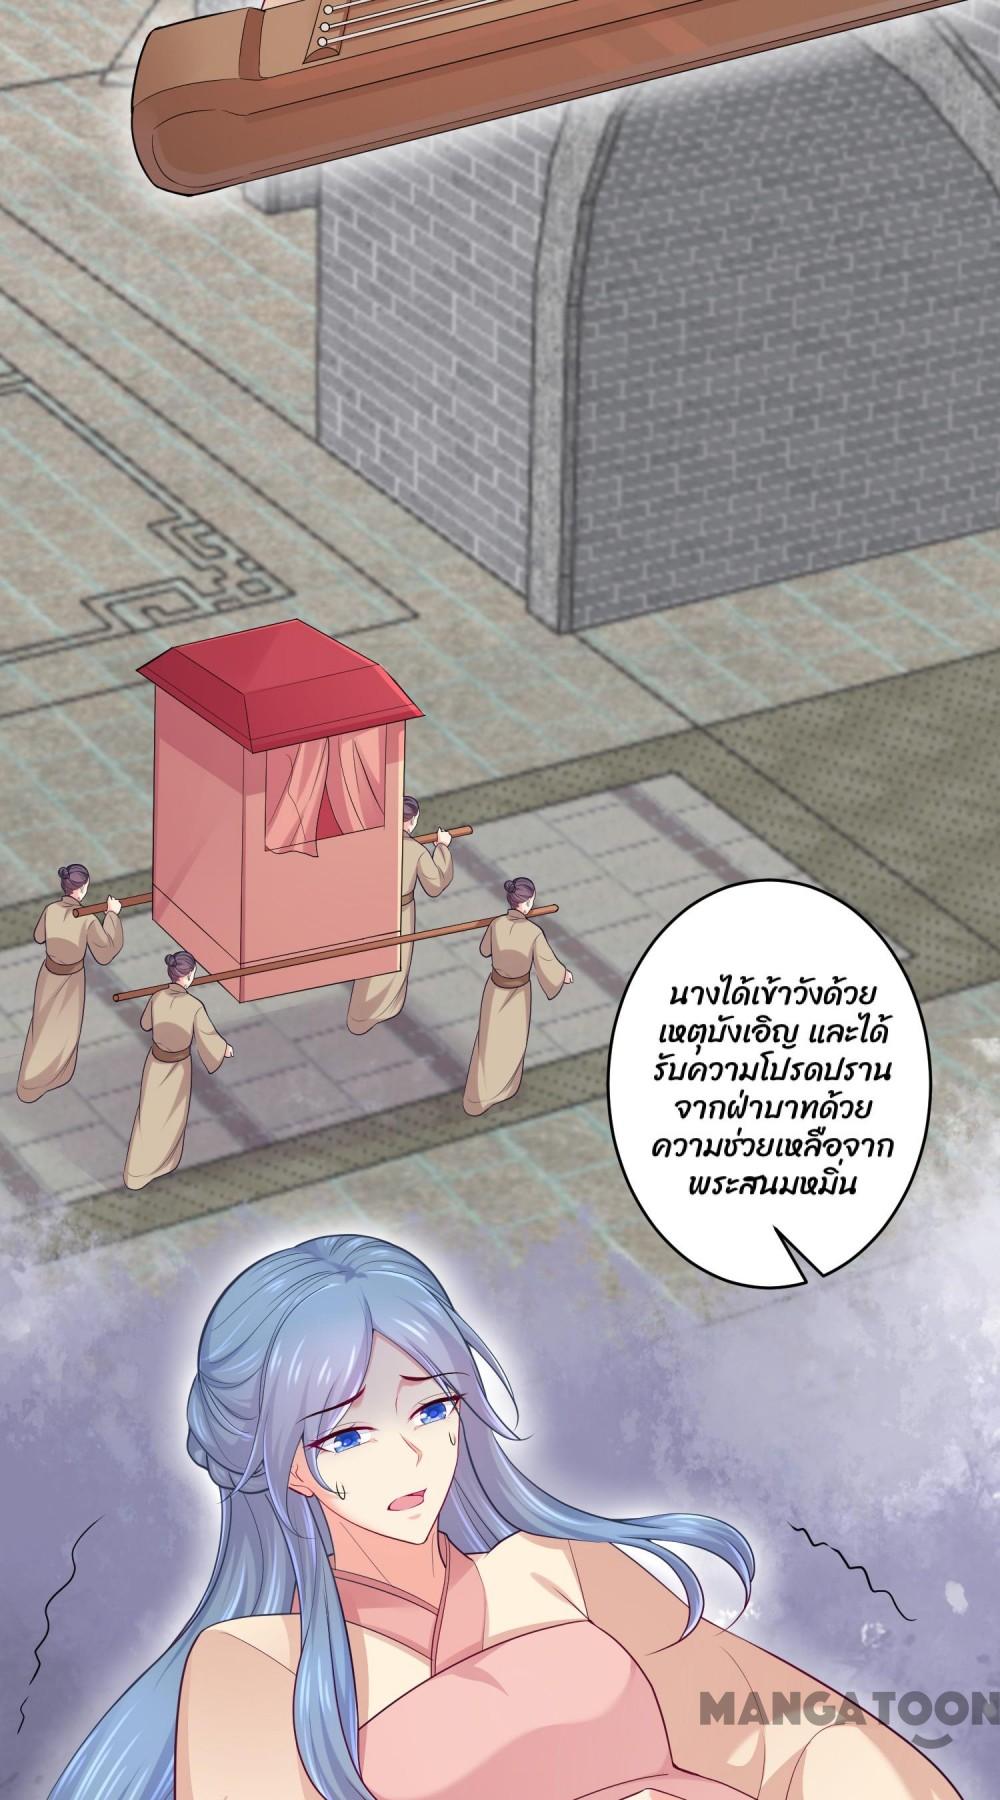 นางได้เข้าวังด้วย
เหตุบังเอิญ และได้
รับความโปรดปราน
จากฝ่าบาทด้วย
ความช่วยเหลือจาก
พระสนมหมิ่น
MANGATOON